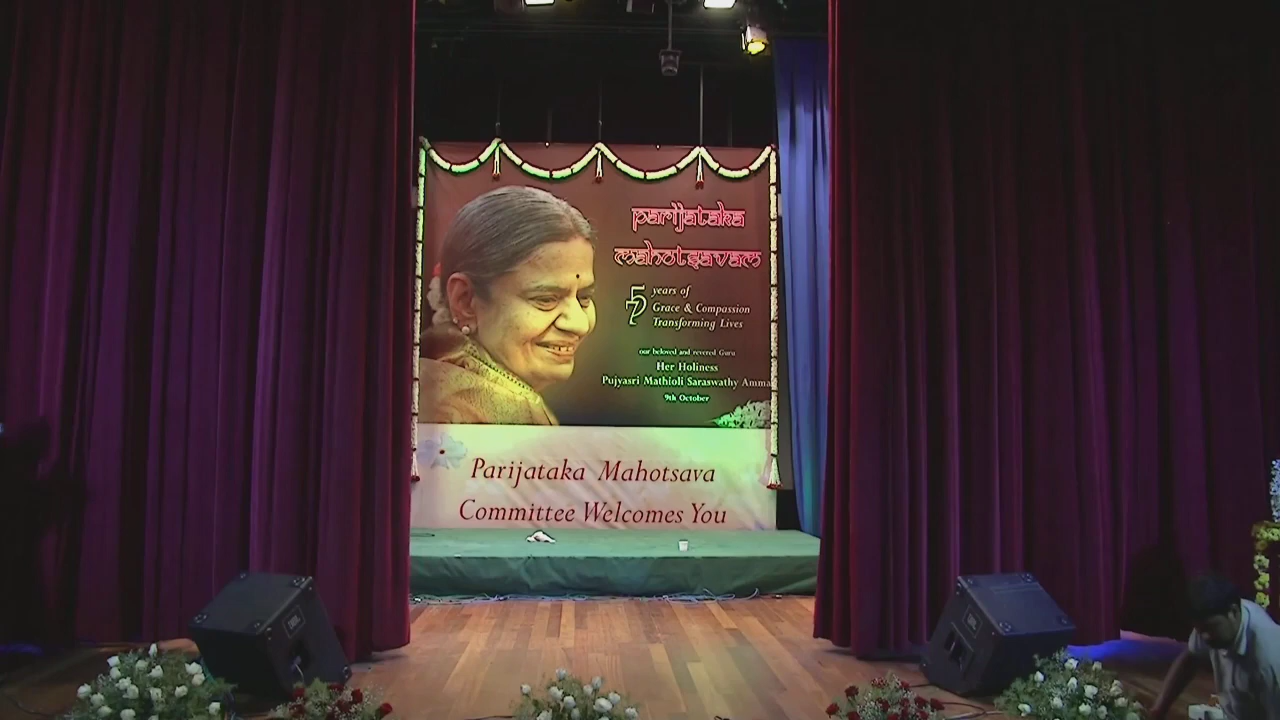 Parijataka
Mahotsavam
75 years of
Grace & Compassion
Transforming Lives
our beloved and revered Guru
Her Holiness
Pujyasri Mathioli Saraswathy Amma
9th October
Parijataka Mahotsava
Committee Welcomes You